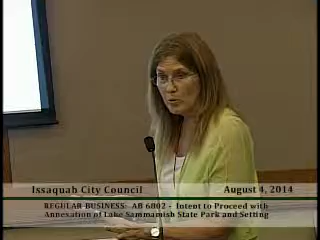 Issaquah City Council
August 4, 2014
REGULAR BUSINESS: AB 6802 - Intent to Proceed with
Annexation of Lake Sammamish State Park and Setting